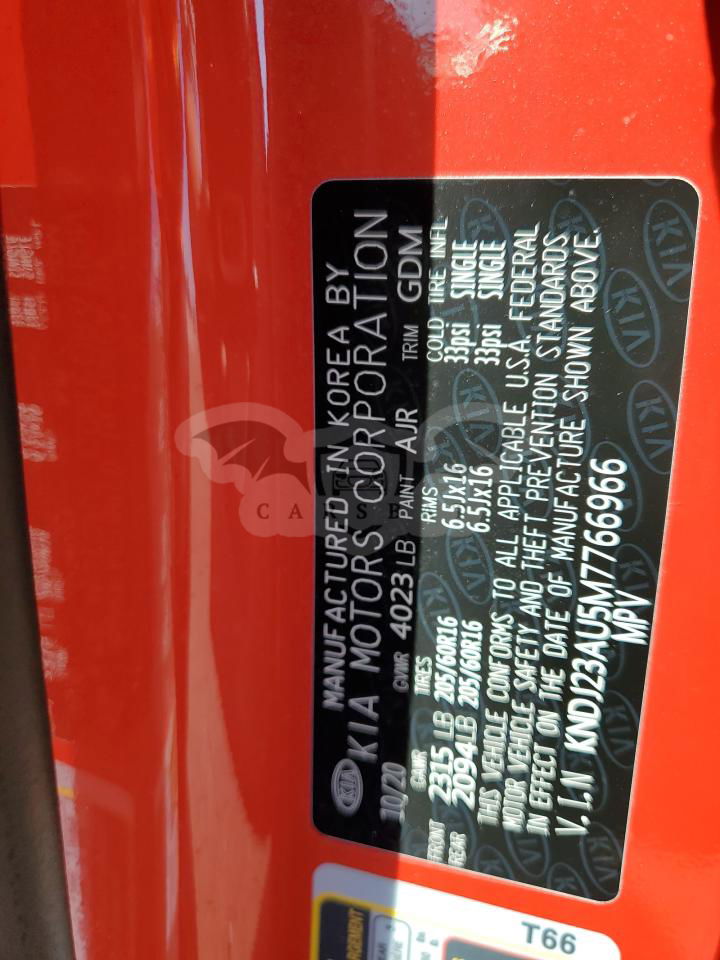 KIA
MANUFACTURED IN KOREA BY
KIA MOTORS CORPORATION
10/20 GVWR 4023 LB PAINT AJR TRIM GDM
GAWR TIRES RIMS COLD TIRE INFL
FRONT 2315 LB 205/60R16 6.5Jx16 33psi SINGLE
REAR 2094LB 205/60R16 6.5Jx16 33psi SINGLE
THIS VEHICLE CONFORMS TO ALL APPLICABLE U.S.A. FEDERAL
MOTOR VEHICLE SAFETY AND THEFT PREVENTION STANDARDS
IN EFFECT ON THE DATE OF MANUFACTURE SHOWN ABOVE.
V.I.N KNDJ23AU5M7766966
MPV
T66